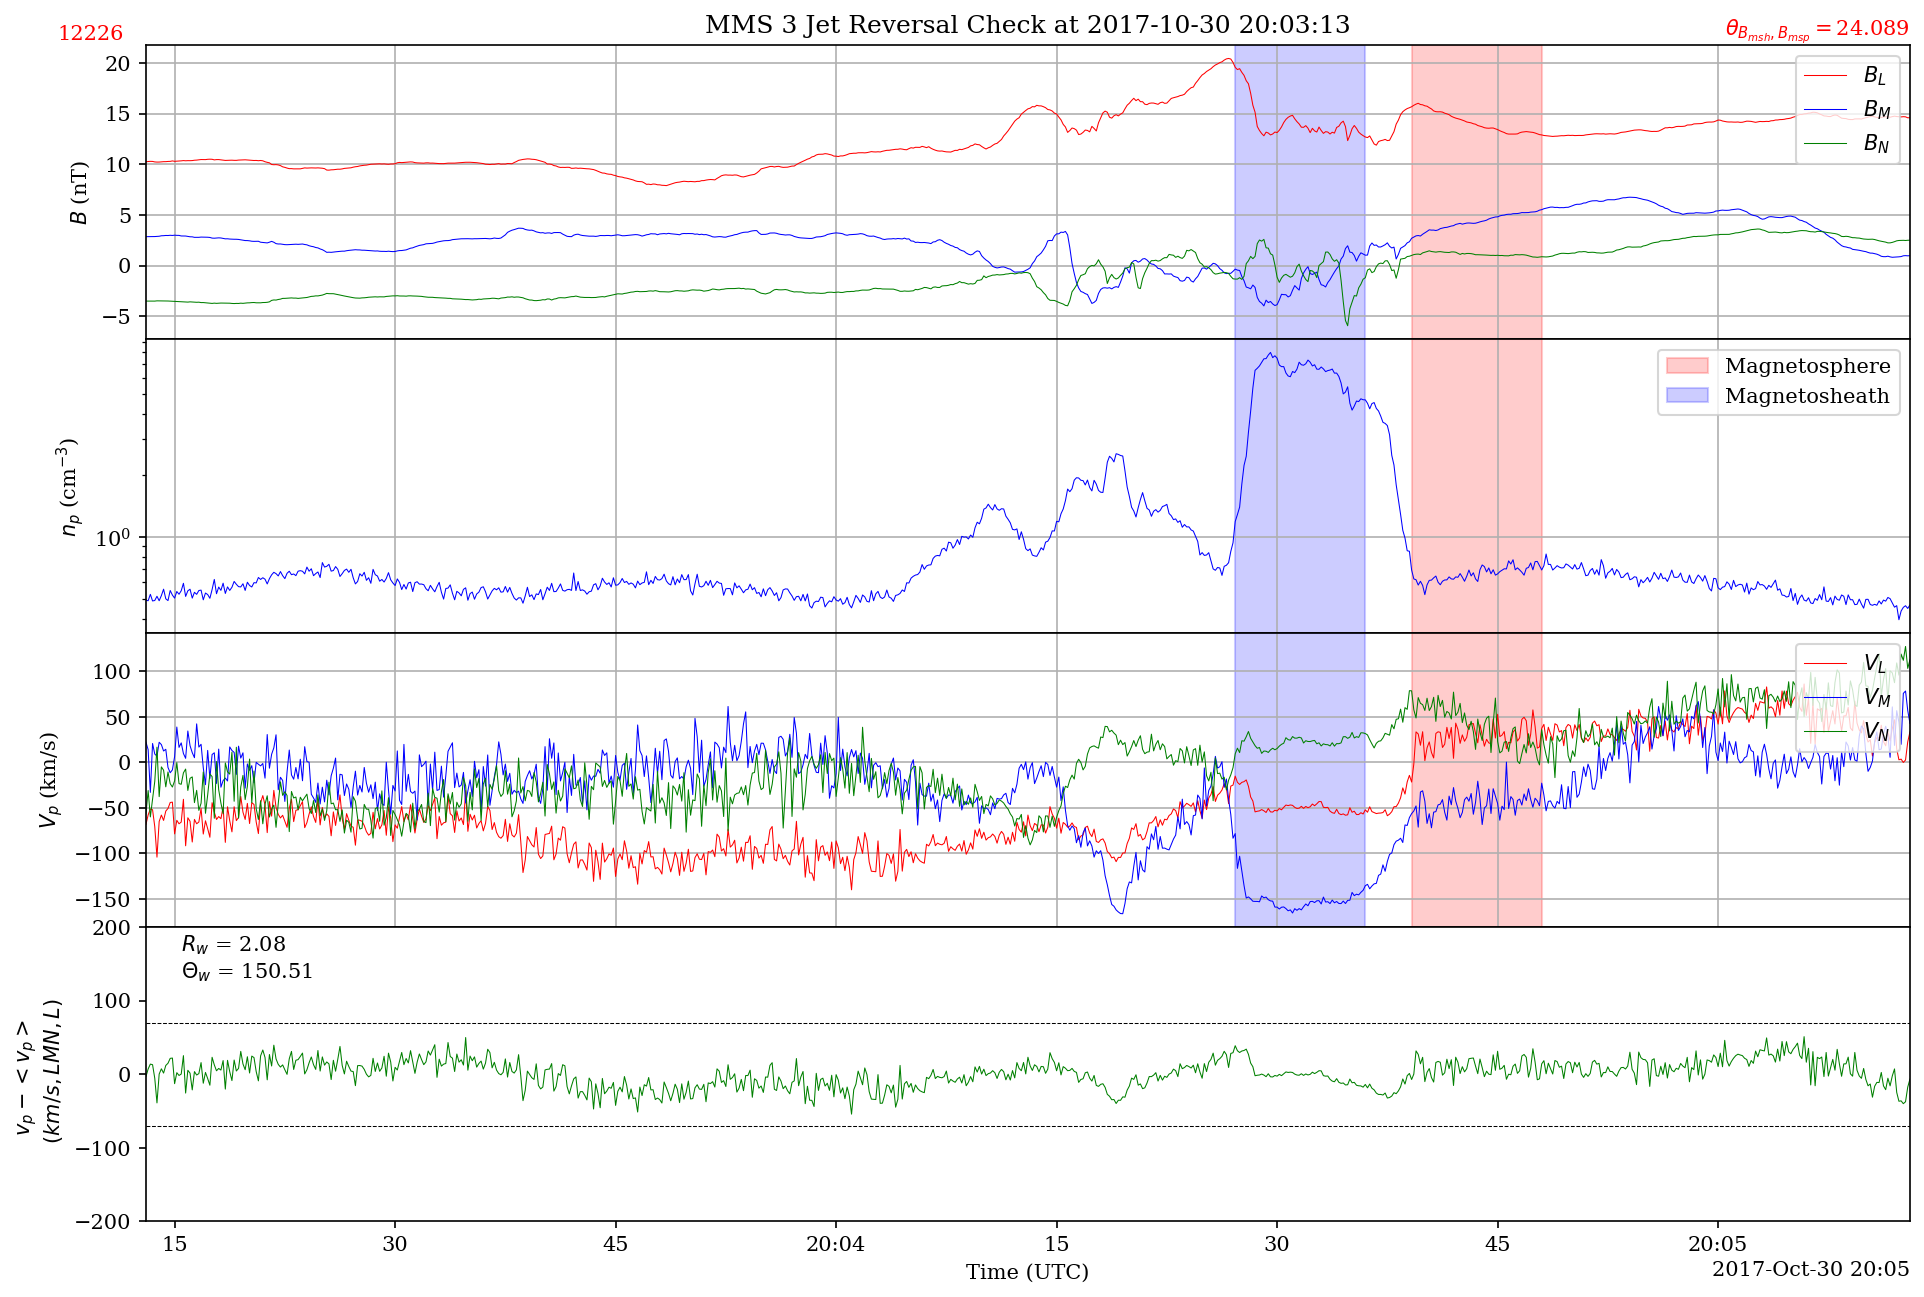 MMS 3 Jet Reversal Check at 2017-10-30 20:03:13
12226
θ_{B_{msh}, B_{msp}} = 24.089
20
15
10
5
0
−5
B (nT)
B_L
B_M
B_N
10⁰
n_p (cm⁻³)
Magnetosphere
Magnetosheath
100
50
0
−50
−100
−150
V_p (km/s)
V_L
V_M
V_N
200
100
0
−100
−200
v_p − < v_p >
(km/s, LMN, L)
R_w = 2.08
Θ_w = 150.51
15
30
45
20:04
15
30
45
20:05
Time (UTC)
2017-Oct-30 20:05